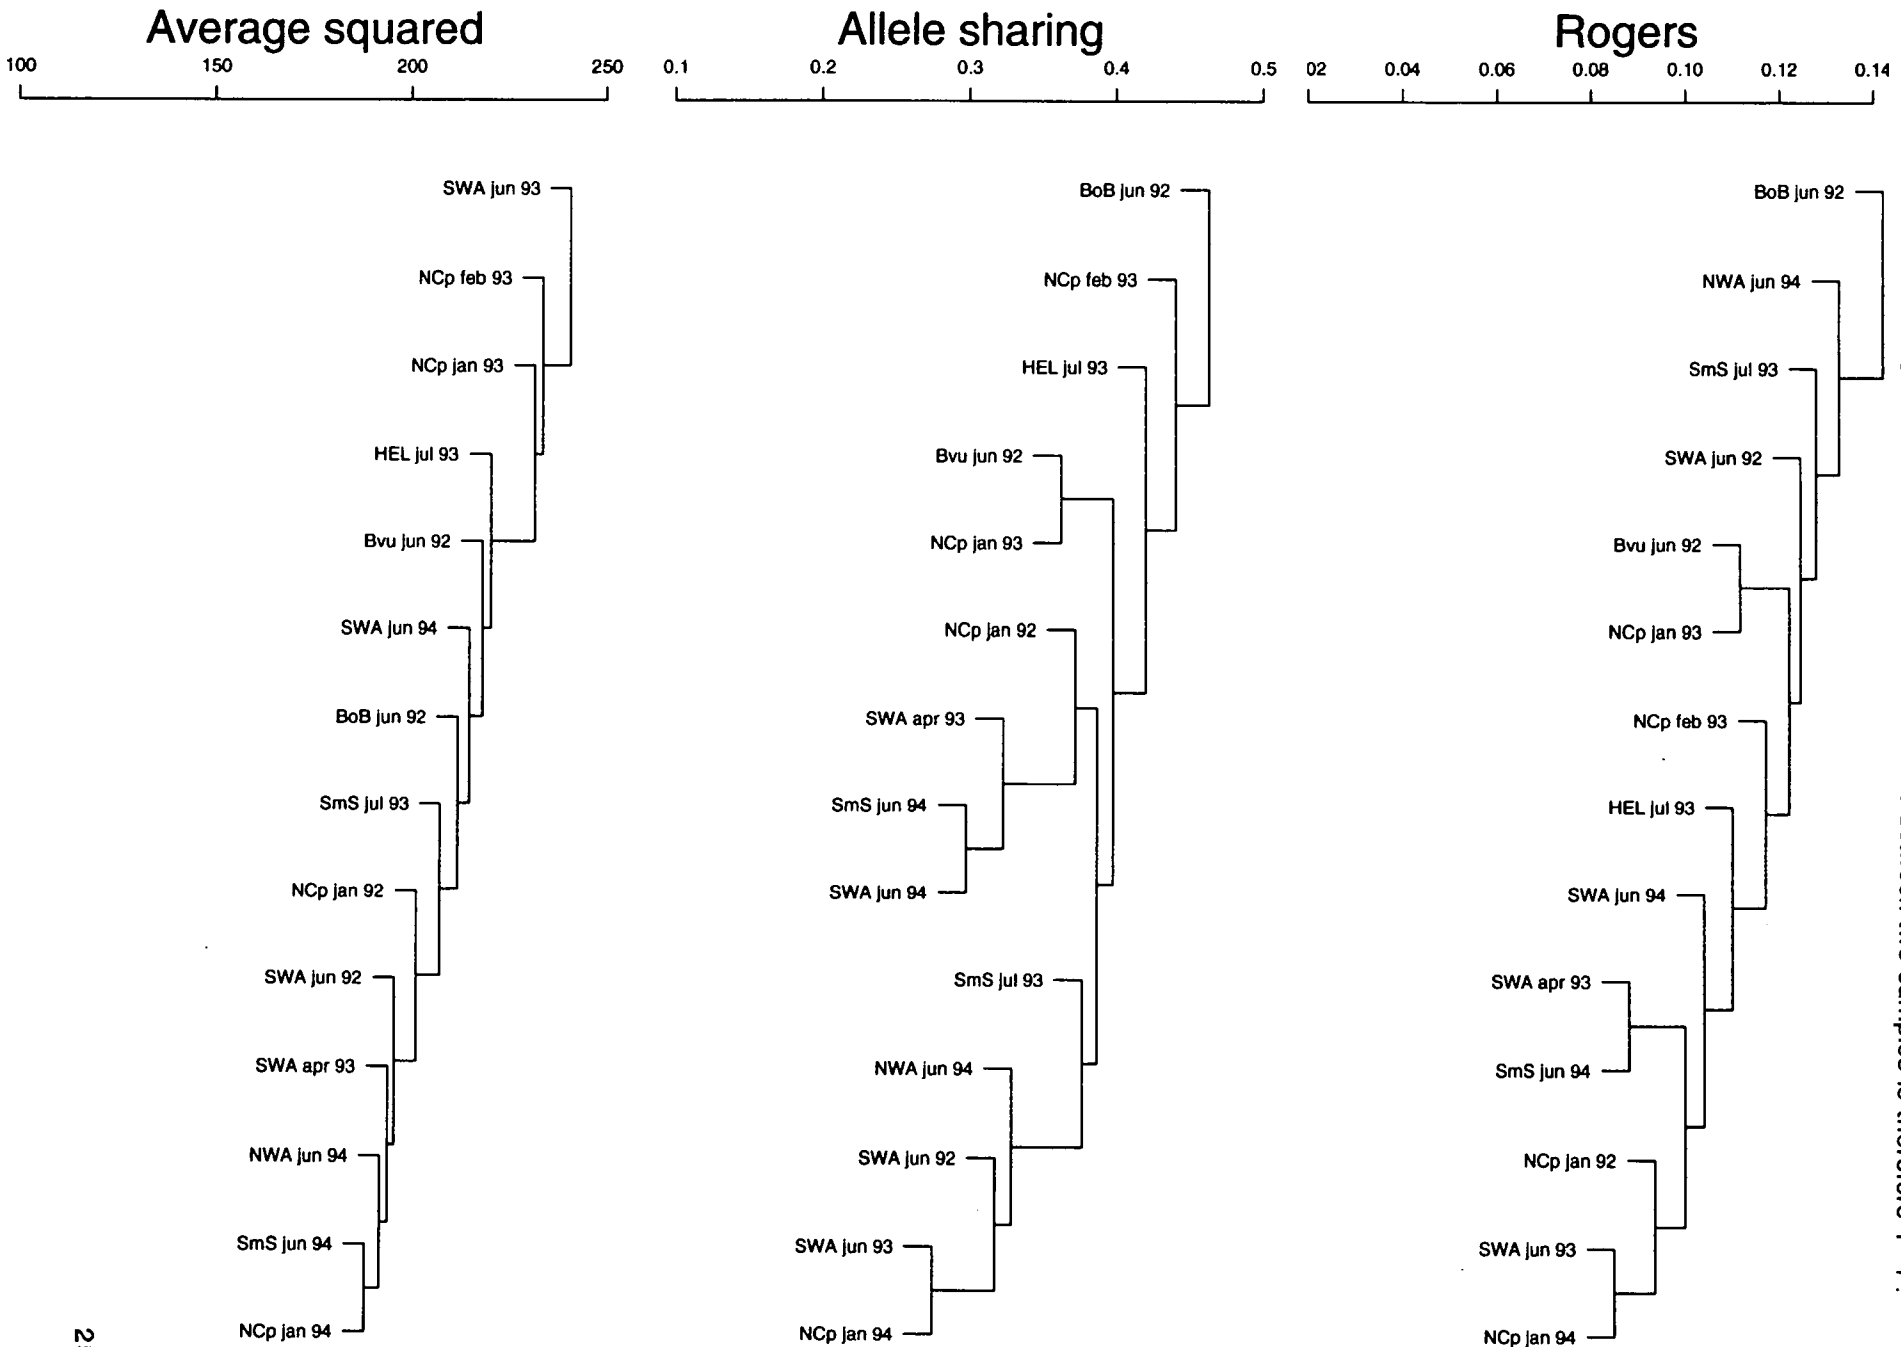 Average squared
100 150 200 250
SWA jun 93
NCp feb 93
NCp jan 93
HEL jul 93
Bvu jun 92
SWA jun 94
BoB jun 92
SmS jul 93
NCp jan 92
SWA jun 92
SWA apr 93
NWA jun 94
SmS jun 94
NCp jan 94
Allele sharing
0.1 0.2 0.3 0.4 0.5
BoB jun 92
NCp feb 93
HEL jul 93
Bvu jun 92
NCp jan 93
NCp jan 92
SWA apr 93
SmS jun 94
SWA jun 94
SmS jul 93
NWA jun 94
SWA jun 92
SWA jun 93
NCp jan 94
Rogers
02 0.04 0.06 0.08 0.10 0.12 0.14
BoB jun 92
NWA jun 94
SmS jul 93
SWA jun 92
Bvu jun 92
NCp jan 93
NCp feb 93
HEL jul 93
SWA jun 94
SWA apr 93
SmS jun 94
NCp jan 92
SWA jun 93
NCp jan 94